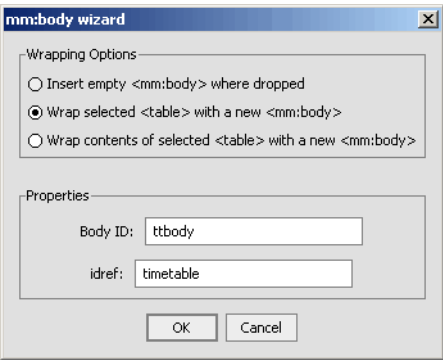 mm:body wizard
Wrapping Options
Insert empty <mm:body> where dropped
Wrap selected <table> with a new <mm:body>
Wrap contents of selected <table> with a new <mm:body>
Properties
Body ID: ttbody
idref: timetable
OK Cancel